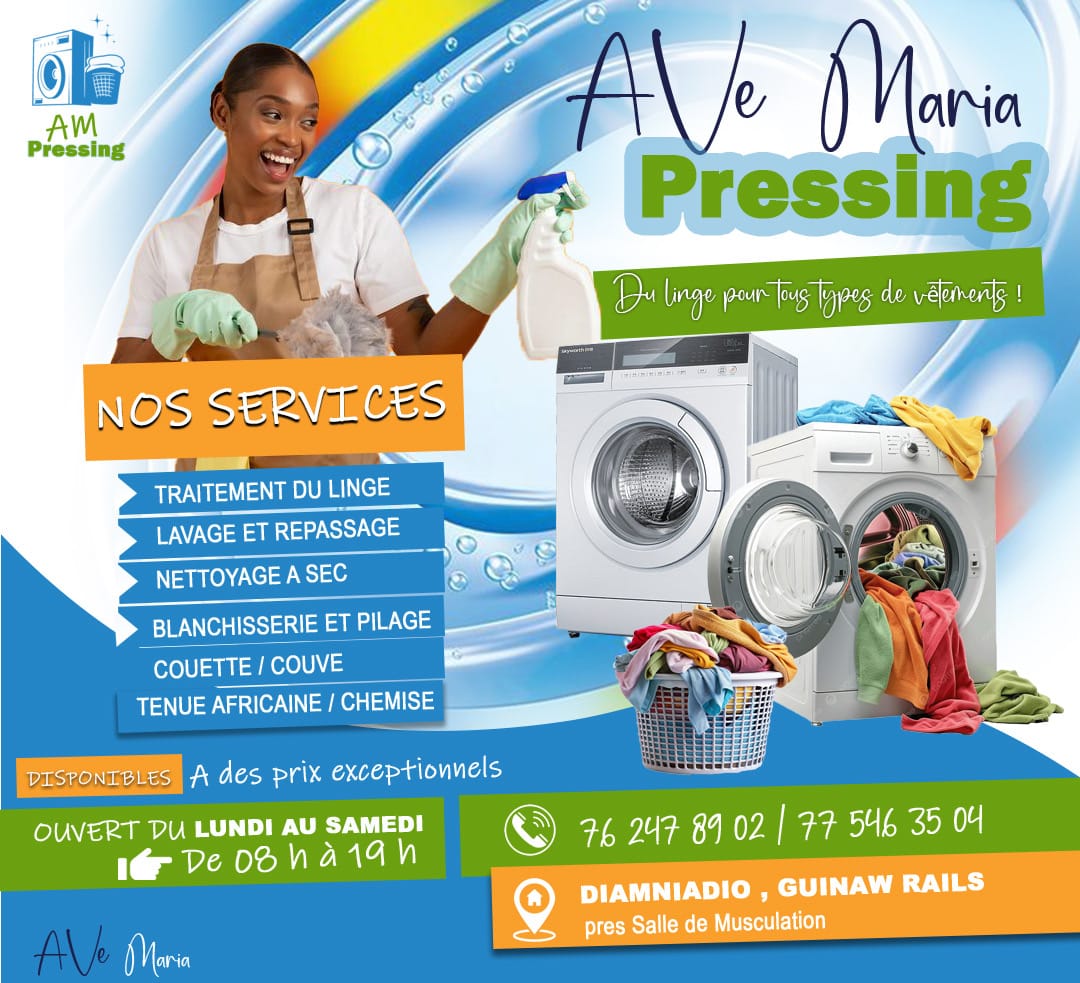 AM
Pressing
AVe Maria
Pressing
Du linge pour tous types de vêtements !
Skyworth
NOS SERVICES
TRAITEMENT DU LINGE
LAVAGE ET REPASSAGE
NETTOYAGE A SEC
BLANCHISSERIE ET PILAGE
COUETTE / COUVE
TENUE AFRICAINE / CHEMISE
DISPONIBLES A des prix exceptionnels
OUVERT DU LUNDI AU SAMEDI
De 08 h à 19 h
76 247 89 02 / 77 546 35 04
DIAMNIADIO , GUINAW RAILS
pres Salle de Musculation
AVe Maria